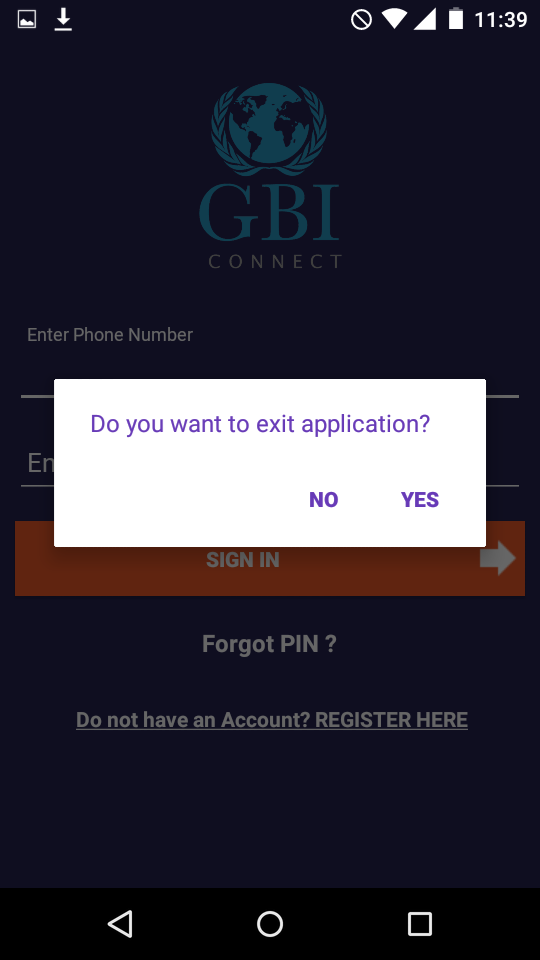 11:39
GBI
CONNECT
Enter Phone Number
Do you want to exit application?
En
NO YES
SIGN IN
Forgot PIN ?
Do not have an Account? REGISTER HERE